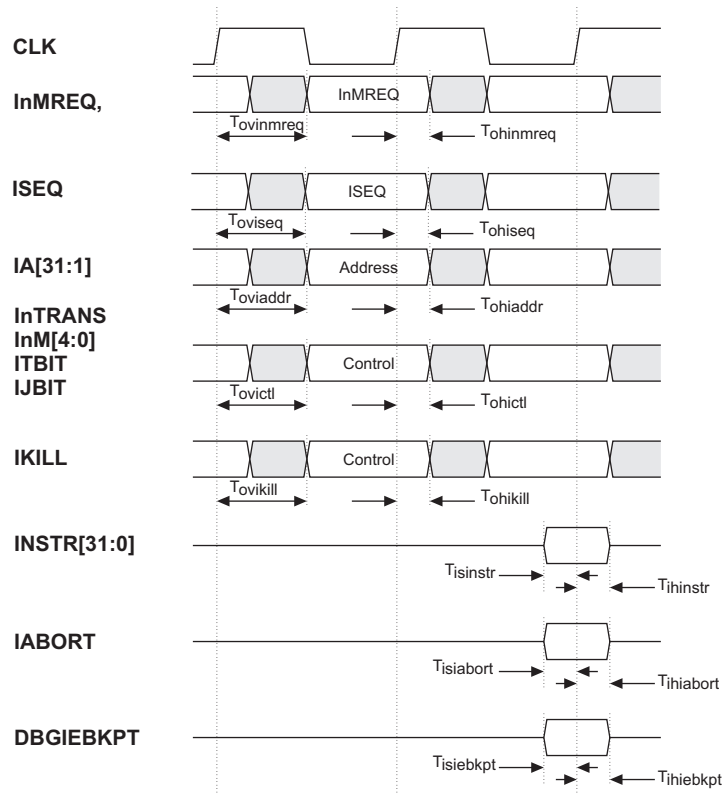 CLK
InMREQ,
InMREQ
Tovinmreq
Tohinmreq
ISEQ
ISEQ
Toviseq
Tohiseq
IA[31:1]
Address
Toviaddr
Tohiaddr
InTRANS
InM[4:0]
ITBIT
IJBIT
Control
Tovictl
Tohictl
IKILL
Control
Tovikill
Tohikill
INSTR[31:0]
Tisinstr
Tihinstr
IABORT
Tisiabort
Tihiabort
DBGIEBKPT
Tisiebkpt
Tihiebkpt